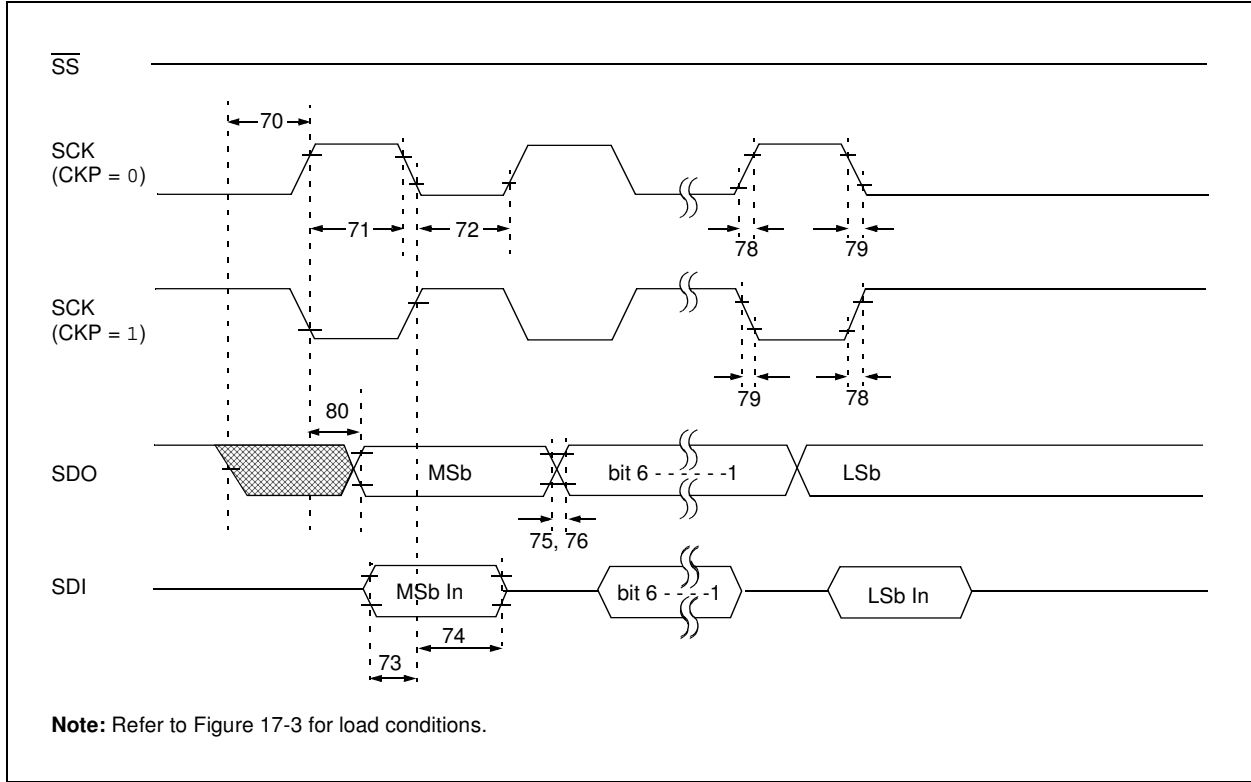 SS
70
SCK
(CKP = 0)
71
72
78
79
SCK
(CKP = 1)
79
78
80
SDO
MSb
bit 6 - - - - - - -1
LSb
75, 76
SDI
MSb In
bit 6 - - - - -1
LSb In
74
73
Note: Refer to Figure 17-3 for load conditions.